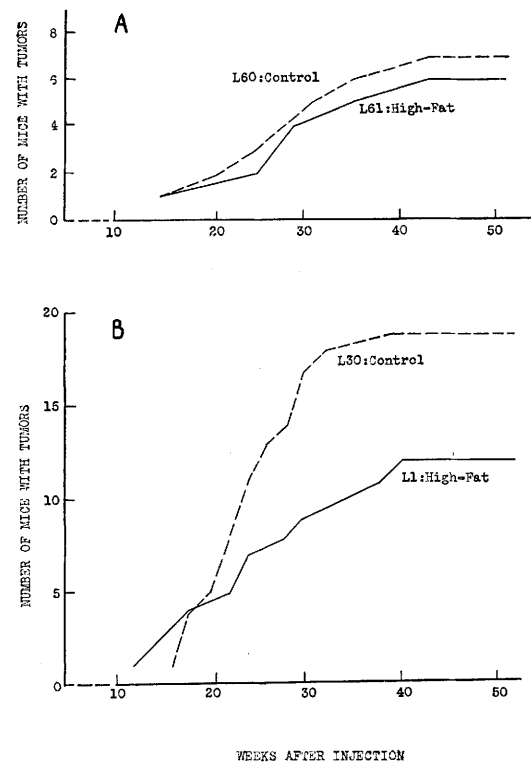 A
NUMBER OF MICE WITH TUMORS
8
6
4
2
0
L60:Control
L61:High-Fat
10 20 30 40 50
B
NUMBER OF MICE WITH TUMORS
20
15
10
5
0
L30:Control
L1:High-Fat
10 20 30 40 50
WEEKS AFTER INJECTION